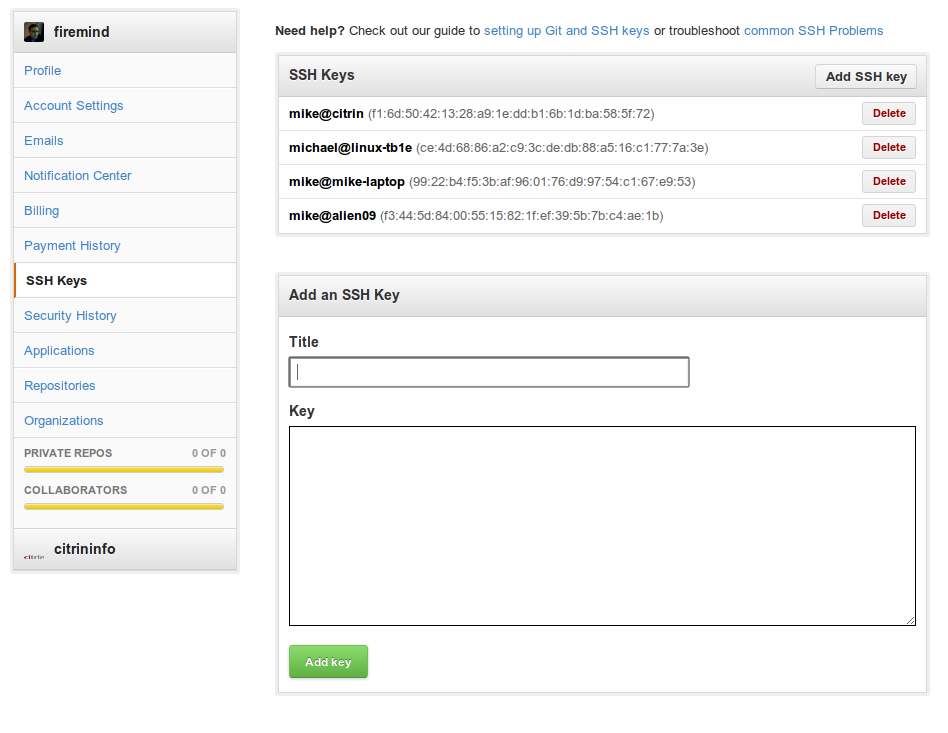 firemind
Profile
Account Settings
Emails
Notification Center
Billing
Payment History
SSH Keys
Security History
Applications
Repositories
Organizations
PRIVATE REPOS 0 OF 0
COLLABORATORS 0 OF 0
citrininfo
Need help? Check out our guide to setting up Git and SSH keys or troubleshoot common SSH Problems
SSH Keys Add SSH key
mike@citrin (f1:6d:50:42:13:28:a9:1e:dd:b1:6b:1d:ba:58:5f:72) Delete
michael@linux-tb1e (ce:4d:68:86:a2:c9:3c:de:db:88:a5:16:c1:77:7a:3e) Delete
mike@mike-laptop (99:22:b4:f5:3b:af:96:01:76:d9:97:54:c1:67:e9:53) Delete
mike@alien09 (f3:44:5d:84:00:55:15:82:1f:ef:39:5b:7b:c4:ae:1b) Delete
Add an SSH Key
Title
Key
Add key